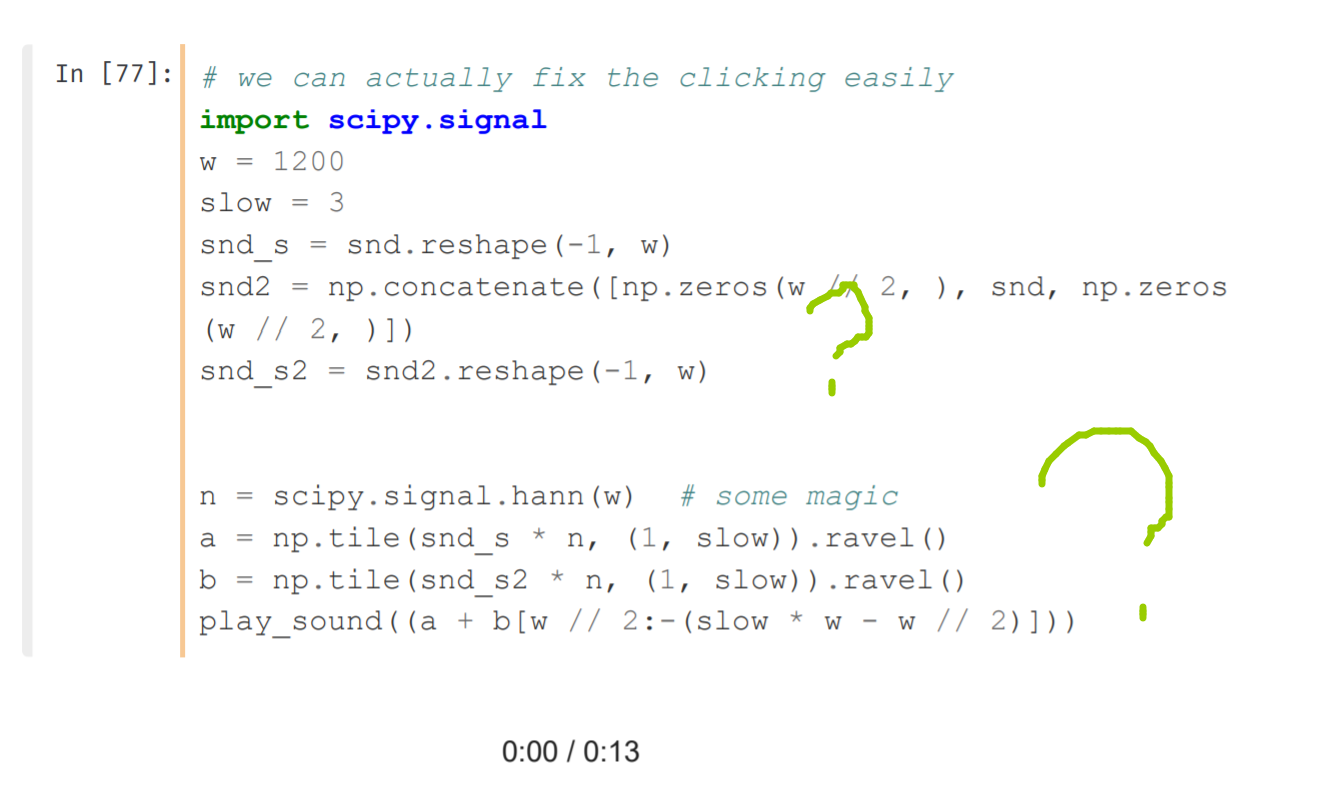 In [77]: # we can actually fix the clicking easily
import scipy.signal
w = 1200
slow = 3
snd_s = snd.reshape(-1, w)
snd2 = np.concatenate([np.zeros(w // 2, ), snd, np.zeros
(w // 2, )])
snd_s2 = snd2.reshape(-1, w)
n = scipy.signal.hann(w)  # some magic
a = np.tile(snd_s * n, (1, slow)).ravel()
b = np.tile(snd_s2 * n, (1, slow)).ravel()
play_sound((a + b[w // 2:-(slow * w - w // 2)]))
?
?
0:00 / 0:13